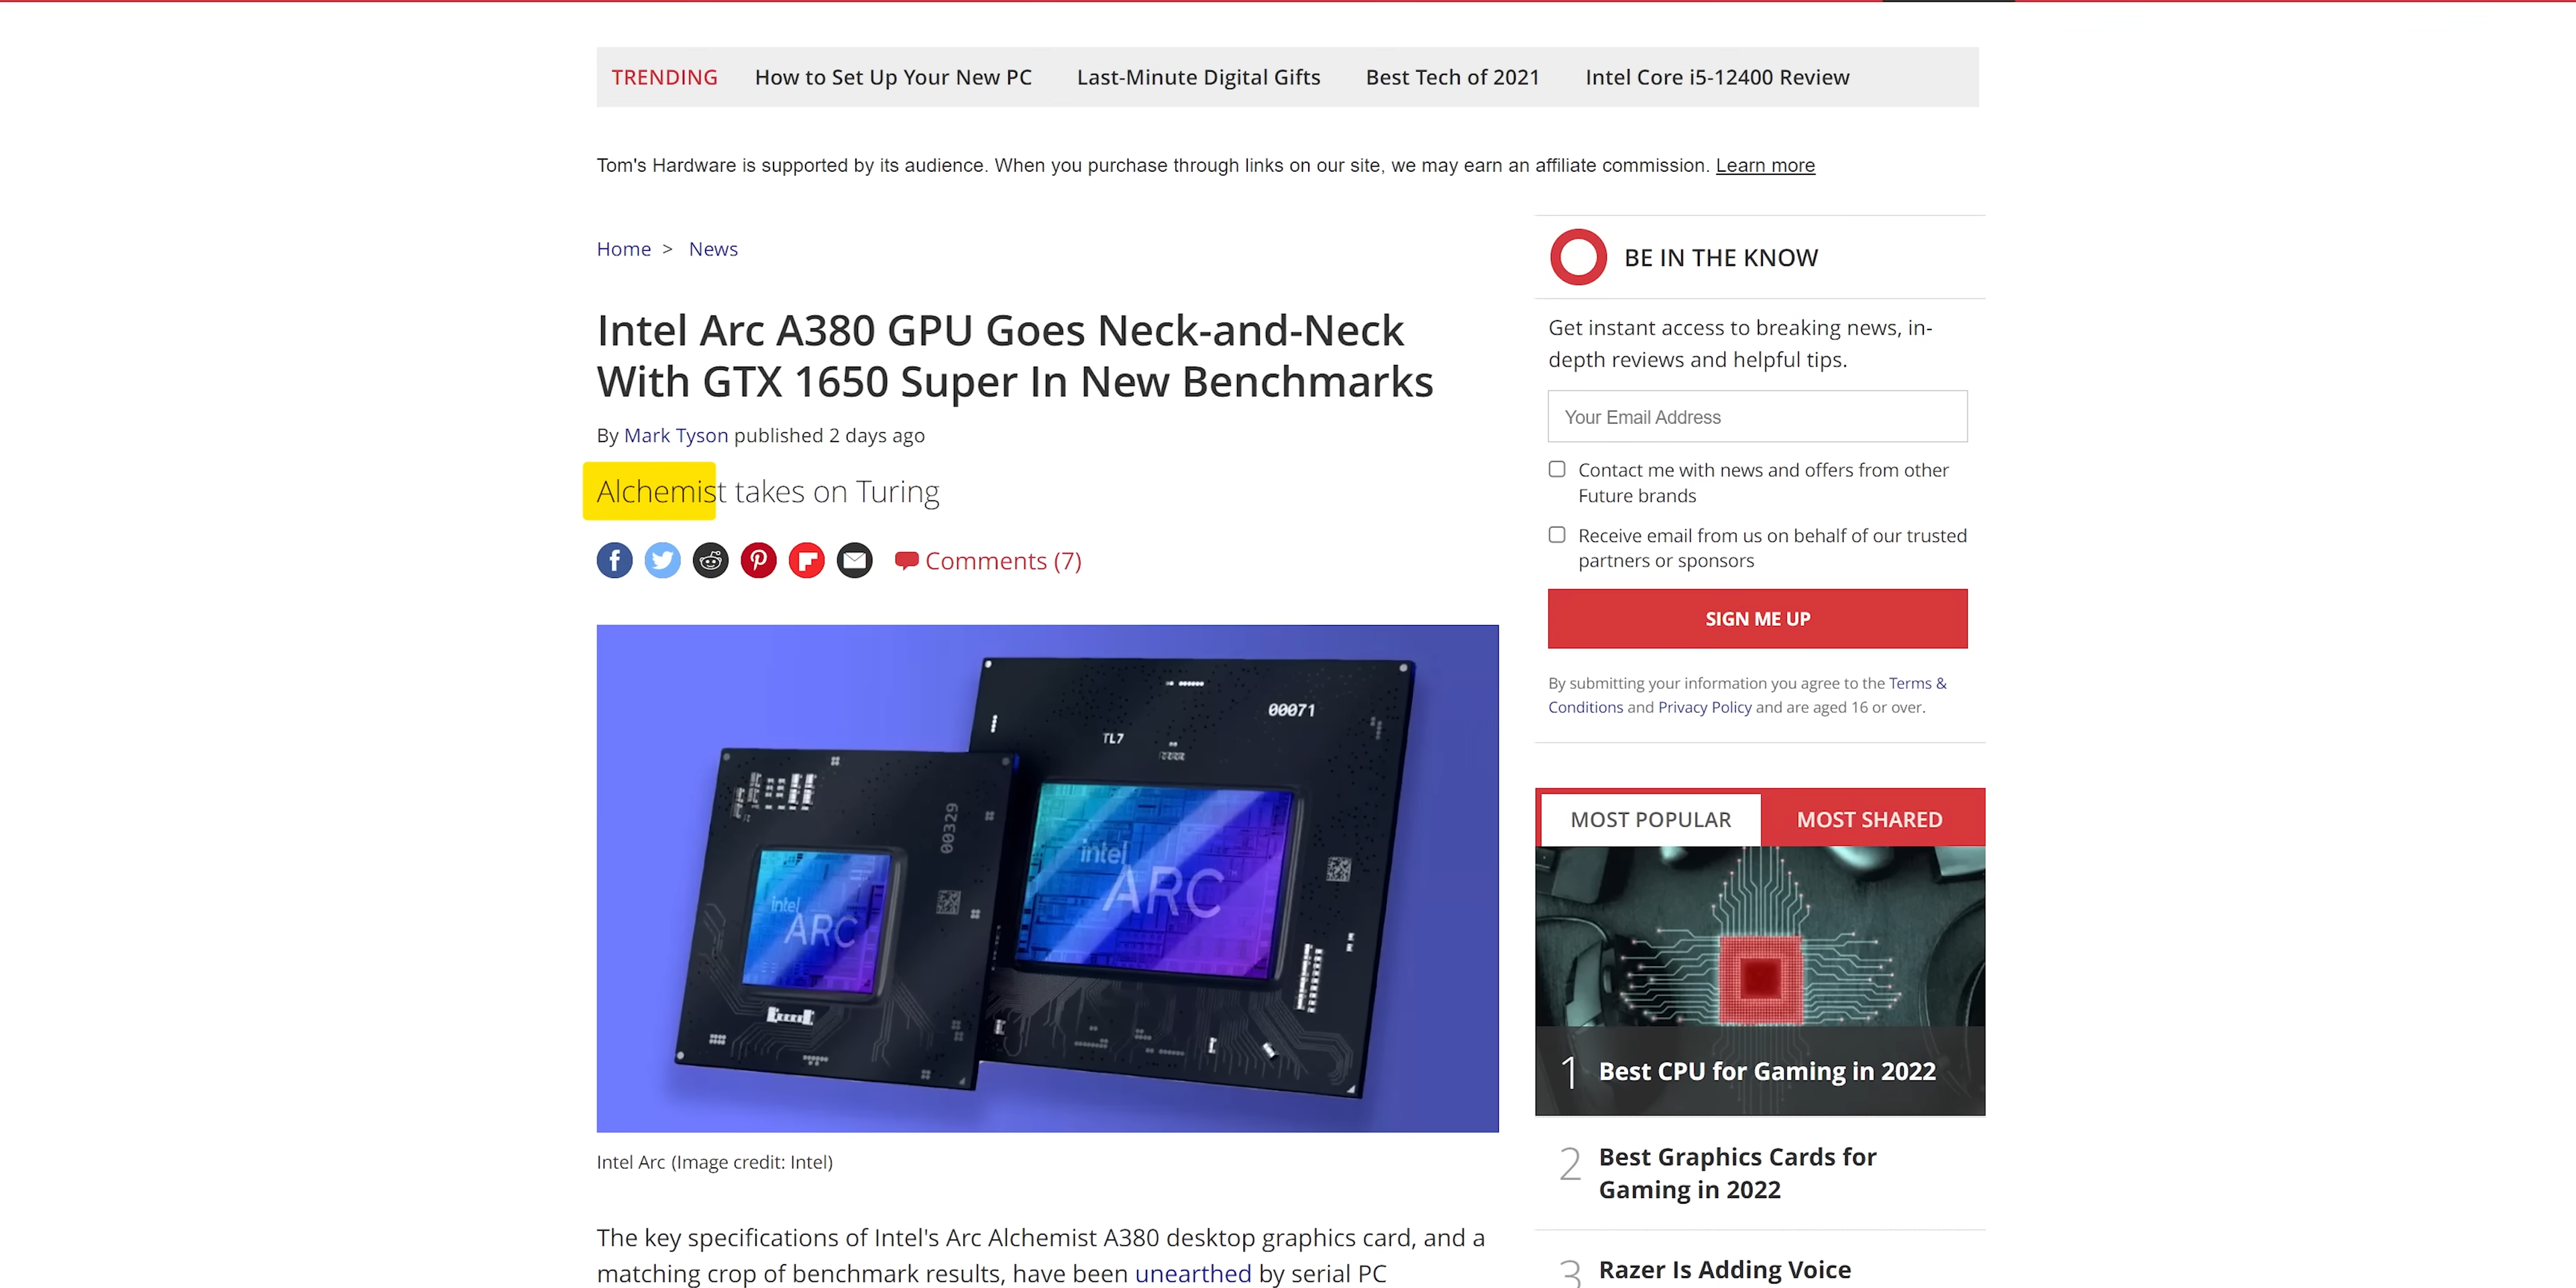 TRENDING How to Set Up Your New PC Last-Minute Digital Gifts Best Tech of 2021 Intel Core i5-12400 Review
Tom's Hardware is supported by its audience. When you purchase through links on our site, we may earn an affiliate commission. Learn more
Home > News
Intel Arc A380 GPU Goes Neck-and-Neck
With GTX 1650 Super In New Benchmarks
By Mark Tyson published 2 days ago
Alchemist takes on Turing
Comments (7)
00071
TL7
00329
intel
ARC
intel
ARC
Intel Arc (Image credit: Intel)
The key specifications of Intel's Arc Alchemist A380 desktop graphics card, and a
matching crop of benchmark results, have been unearthed by serial PC
BE IN THE KNOW
Get instant access to breaking news, in-
depth reviews and helpful tips.
Your Email Address
Contact me with news and offers from other
Future brands
Receive email from us on behalf of our trusted
partners or sponsors
SIGN ME UP
By submitting your information you agree to the Terms &
Conditions and Privacy Policy and are aged 16 or over.
MOST POPULAR MOST SHARED
1 Best CPU for Gaming in 2022
2 Best Graphics Cards for
Gaming in 2022
3 Razer Is Adding Voice